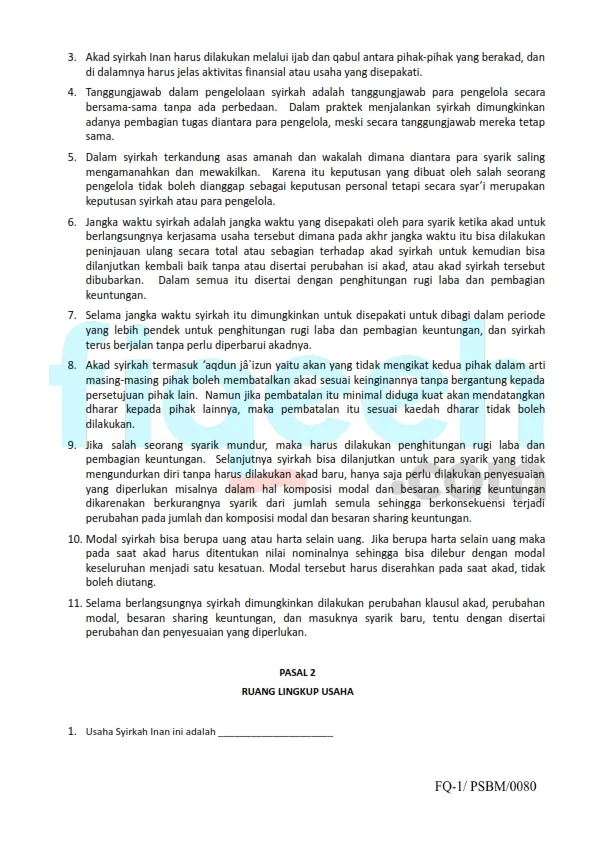 3. Akad syirkah Inan harus dilakukan melalui ijab dan qabul antara pihak-pihak yang berakad, dan
di dalamnya harus jelas aktivitas finansial atau usaha yang disepakati.
4. Tanggungjawab dalam pengelolaan syirkah adalah tanggungjawab para pengelola secara
bersama-sama tanpa ada perbedaan. Dalam praktek menjalankan syirkah dimungkinkan
adanya pembagian tugas diantara para pengelola, meski secara tanggungjawab mereka tetap
sama.
5. Dalam syirkah terkandung asas amanah dan wakalah dimana diantara para syarik saling
mengamanahkan dan mewakilkan. Karena itu keputusan yang dibuat oleh salah seorang
pengelola tidak boleh dianggap sebagai keputusan personal tetapi secara syar’i merupakan
keputusan syirkah atau para pengelola.
6. Jangka waktu syirkah adalah jangka waktu yang disepakati oleh para syarik ketika akad untuk
berlangsungnya kerjasama usaha tersebut dimana pada akhr jangka waktu itu bisa dilakukan
peninjauan ulang secara total atau sebagian terhadap akad syirkah untuk kemudian bisa
dilanjutkan kembali baik tanpa atau disertai perubahan isi akad, atau akad syirkah tersebut
dibubarkan. Dalam semua itu disertai dengan penghitungan rugi laba dan pembagian
keuntungan.
7. Selama jangka waktu syirkah itu dimungkinkan untuk disepakati untuk dibagi dalam periode
yang lebih pendek untuk penghitungan rugi laba dan pembagian keuntungan, dan syirkah
terus berjalan tanpa perlu diperbarui akadnya.
8. Akad syirkah termasuk ‘aqdun jâ`izun yaitu akan yang tidak mengikat kedua pihak dalam arti
masing-masing pihak boleh membatalkan akad sesuai keinginannya tanpa bergantung kepada
persetujuan pihak lain. Namun jika pembatalan itu minimal diduga kuat akan mendatangkan
dharar kepada pihak lainnya, maka pembatalan itu sesuai kaedah dharar tidak boleh
dilakukan.
9. Jika salah seorang syarik mundur, maka harus dilakukan penghitungan rugi laba dan
pembagian keuntungan. Selanjutnya syirkah bisa dilanjutkan untuk para syarik yang tidak
mengundurkan diri tanpa harus dilakukan akad baru, hanya saja perlu dilakukan penyesuaian
yang diperlukan misalnya dalam hal komposisi modal dan besaran sharing keuntungan
dikarenakan berkurangnya syarik dari jumlah semula sehingga berkonsekuensi terjadi
perubahan pada jumlah dan komposisi modal dan besaran sharing keuntungan.
10. Modal syirkah bisa berupa uang atau harta selain uang. Jika berupa harta selain uang maka
pada saat akad harus ditentukan nilai nominalnya sehingga bisa dilebur dengan modal
keseluruhan menjadi satu kesatuan. Modal tersebut harus diserahkan pada saat akad, tidak
boleh diutang.
11. Selama berlangsungnya syirkah dimungkinkan dilakukan perubahan klausul akad, perubahan
modal, besaran sharing keuntungan, dan masuknya syarik baru, tentu dengan disertai
perubahan dan penyesuaian yang diperlukan.
PASAL 2
RUANG LINGKUP USAHA
1. Usaha Syirkah Inan ini adalah _____________________
FQ-1/ PSBM/0080
fiqeeh
.com